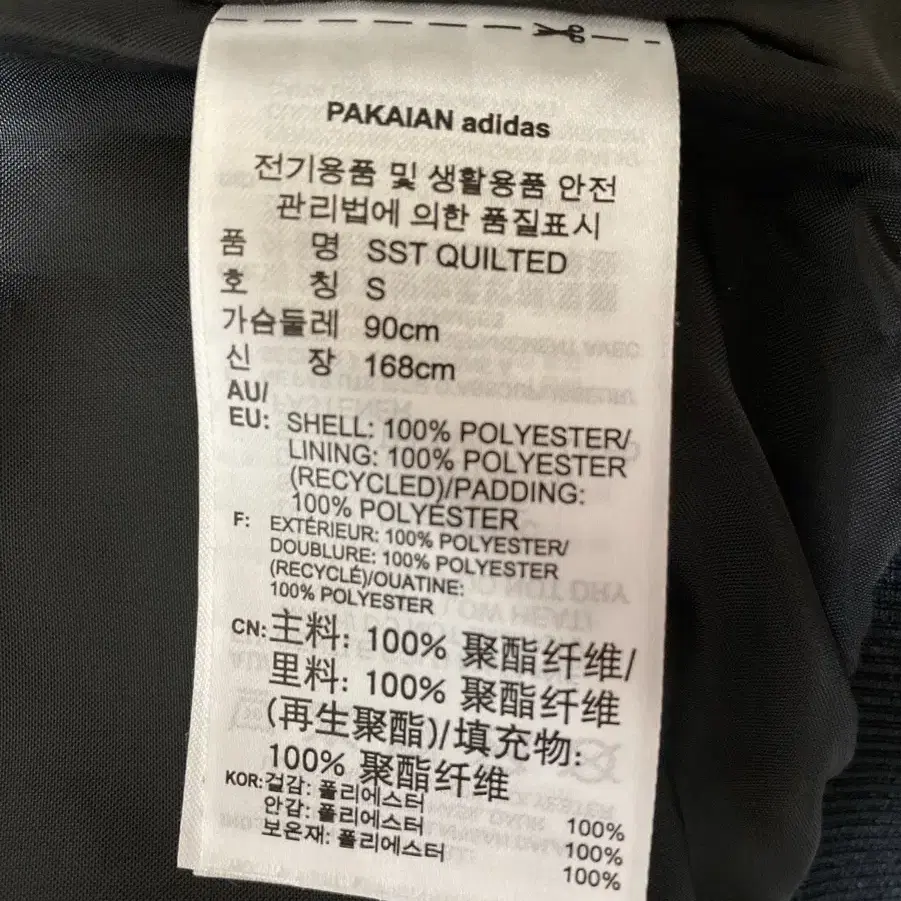 PAKAIAN adidas
전기용품 및 생활용품 안전
관리법에 의한 품질표시
품 명 SST QUILTED
호 칭 S
가슴둘레 90cm
신 장 168cm
AU/
EU: SHELL: 100% POLYESTER/
LINING: 100% POLYESTER
(RECYCLED)/PADDING:
100% POLYESTER
F: EXTÉRIEUR: 100% POLYESTER/
DOUBLURE: 100% POLYESTER
(RECYCLÉ)/OUATINE:
100% POLYESTER
CN: 主料: 100% 聚酯纤维/
里料: 100% 聚酯纤维
(再生聚酯)/填充物:
100% 聚酯纤维
KOR: 겉감: 폴리에스터 100%
안감: 폴리에스터 100%
보온재: 폴리에스터 100%